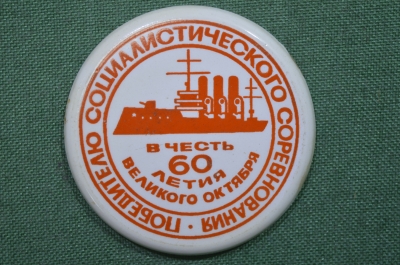 ПОБЕДИТЕЛЮ СОЦИАЛИСТИЧЕСКОГО СОРЕВНОВАНИЯ ·
В ЧЕСТЬ
60
ЛЕТИЯ
ВЕЛИКОГО ОКТЯБРЯ